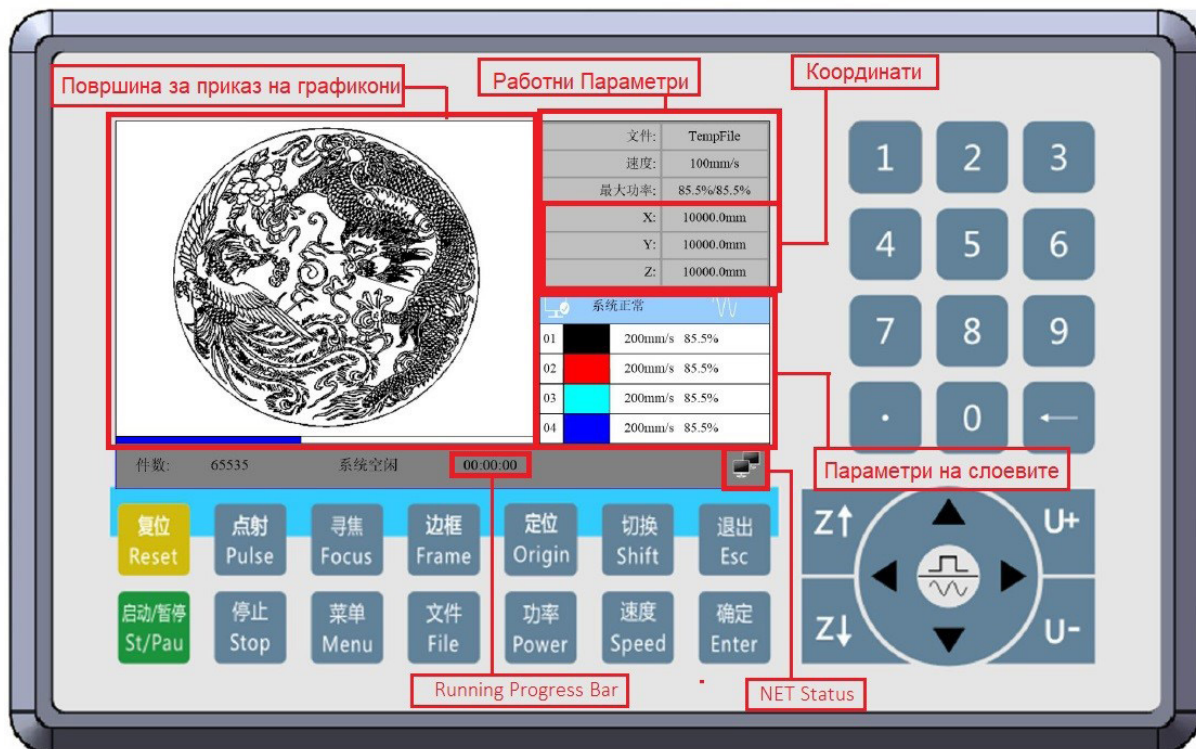 Површина за приказ на графикони
Работни Параметри
Координати
文件: TempFile
速度: 100mm/s
最大功率: 85.5%/85.5%
X: 10000.0mm
Y: 10000.0mm
Z: 10000.0mm
系统正常
01 200mm/s 85.5%
02 200mm/s 85.5%
03 200mm/s 85.5%
04 200mm/s 85.5%
件数: 65535 系统空闲 00:00:00
1 2 3
4 5 6
7 8 9
. 0 ←
Параметри на слоевите
复位 点射 寻焦 边框 定位 切换 退出
Reset Pulse Focus Frame Origin Shift Esc
启动/暂停 停止 菜单 文件 功率 速度 确定
St/Pau Stop Menu File Power Speed Enter
Z↑ U+
Z↓ U-
Running Progress Bar
NET Status